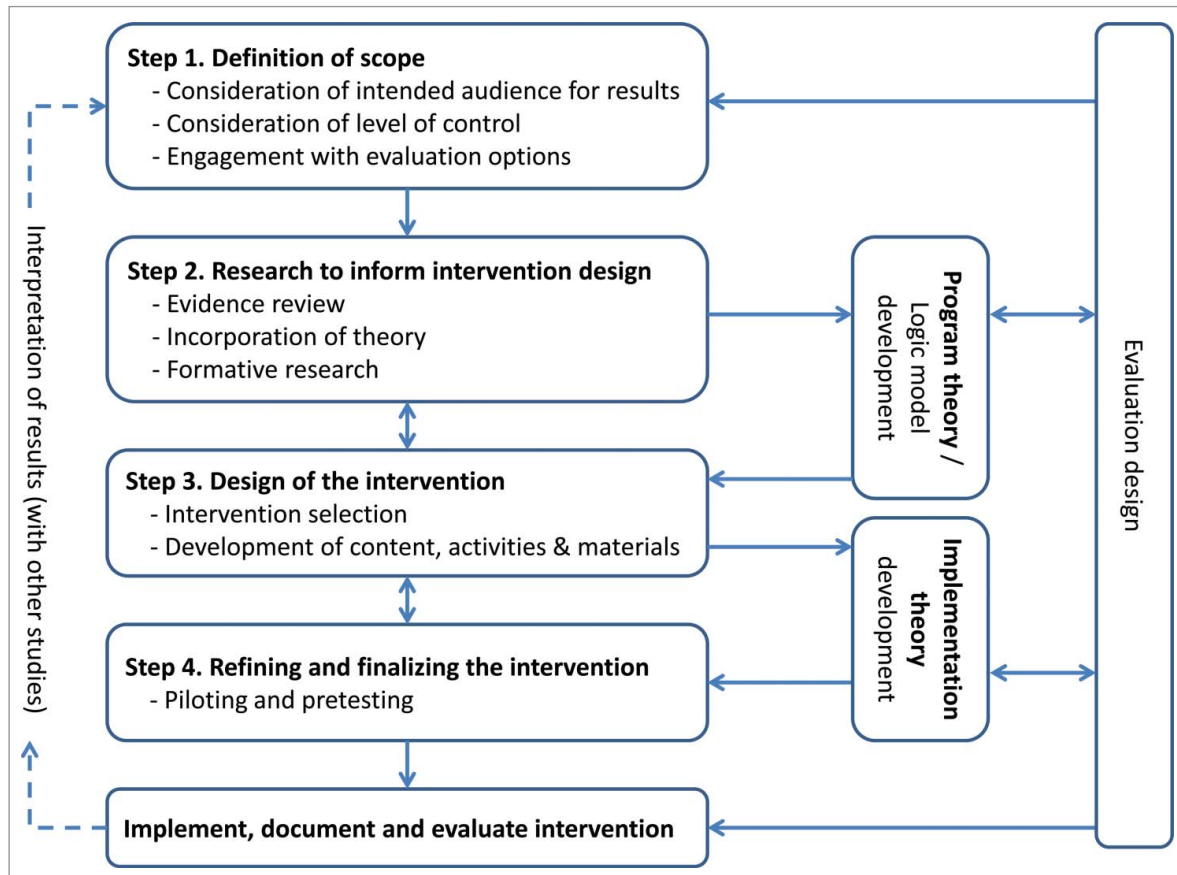 Step 1. Definition of scope
- Consideration of intended audience for results
- Consideration of level of control
- Engagement with evaluation options
Step 2. Research to inform intervention design
- Evidence review
- Incorporation of theory
- Formative research
Program theory /
Logic model
development
Step 3. Design of the intervention
- Intervention selection
- Development of content, activities & materials
Implementation
theory
development
Step 4. Refining and finalizing the intervention
- Piloting and pretesting
Implement, document and evaluate intervention
Interpretation of results (with other studies)
Evaluation design